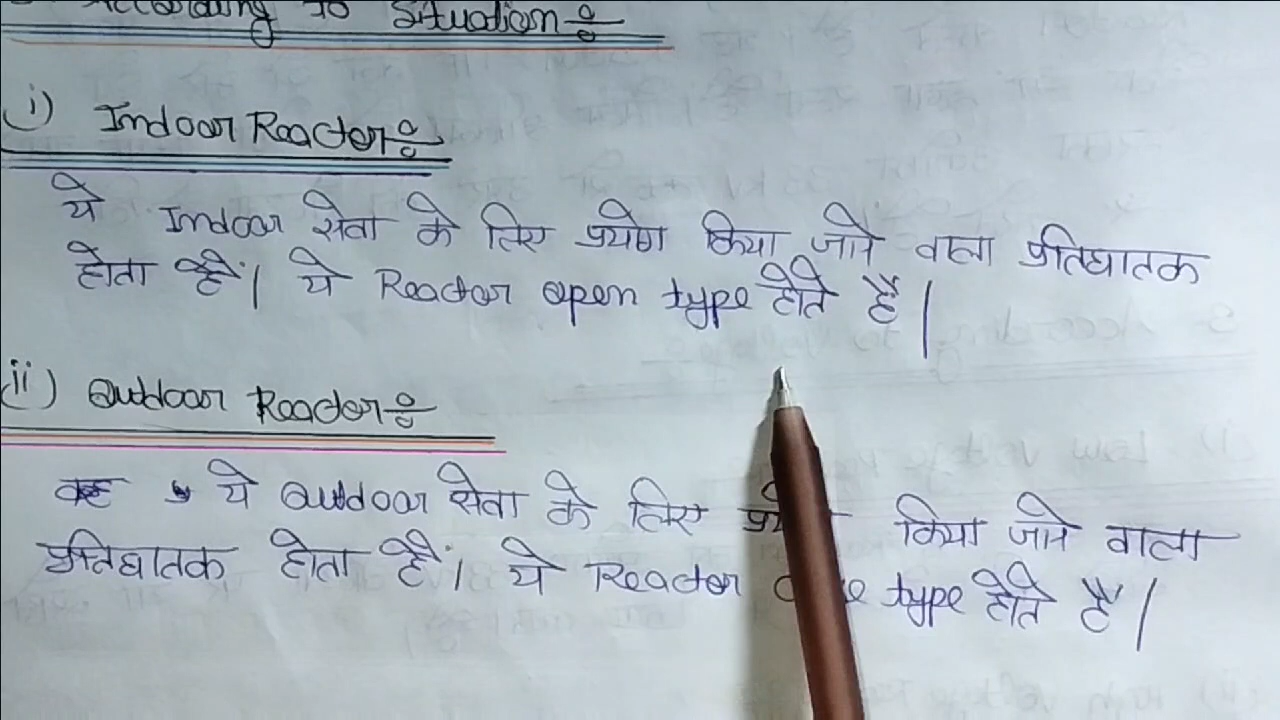 According to Situation÷
i) Indoor Reactor÷
ये Indoor सेवा के लिए प्रयोग किया जाने वाला प्रतिघातक
होता हैं। ये Reactor open type होते हैं।
ii) Outdoor Reactor÷
ये Outdoor सेवा के लिए किया जाने वाला
प्रतिघातक होता हैं। ये Reactor type होते हैं।